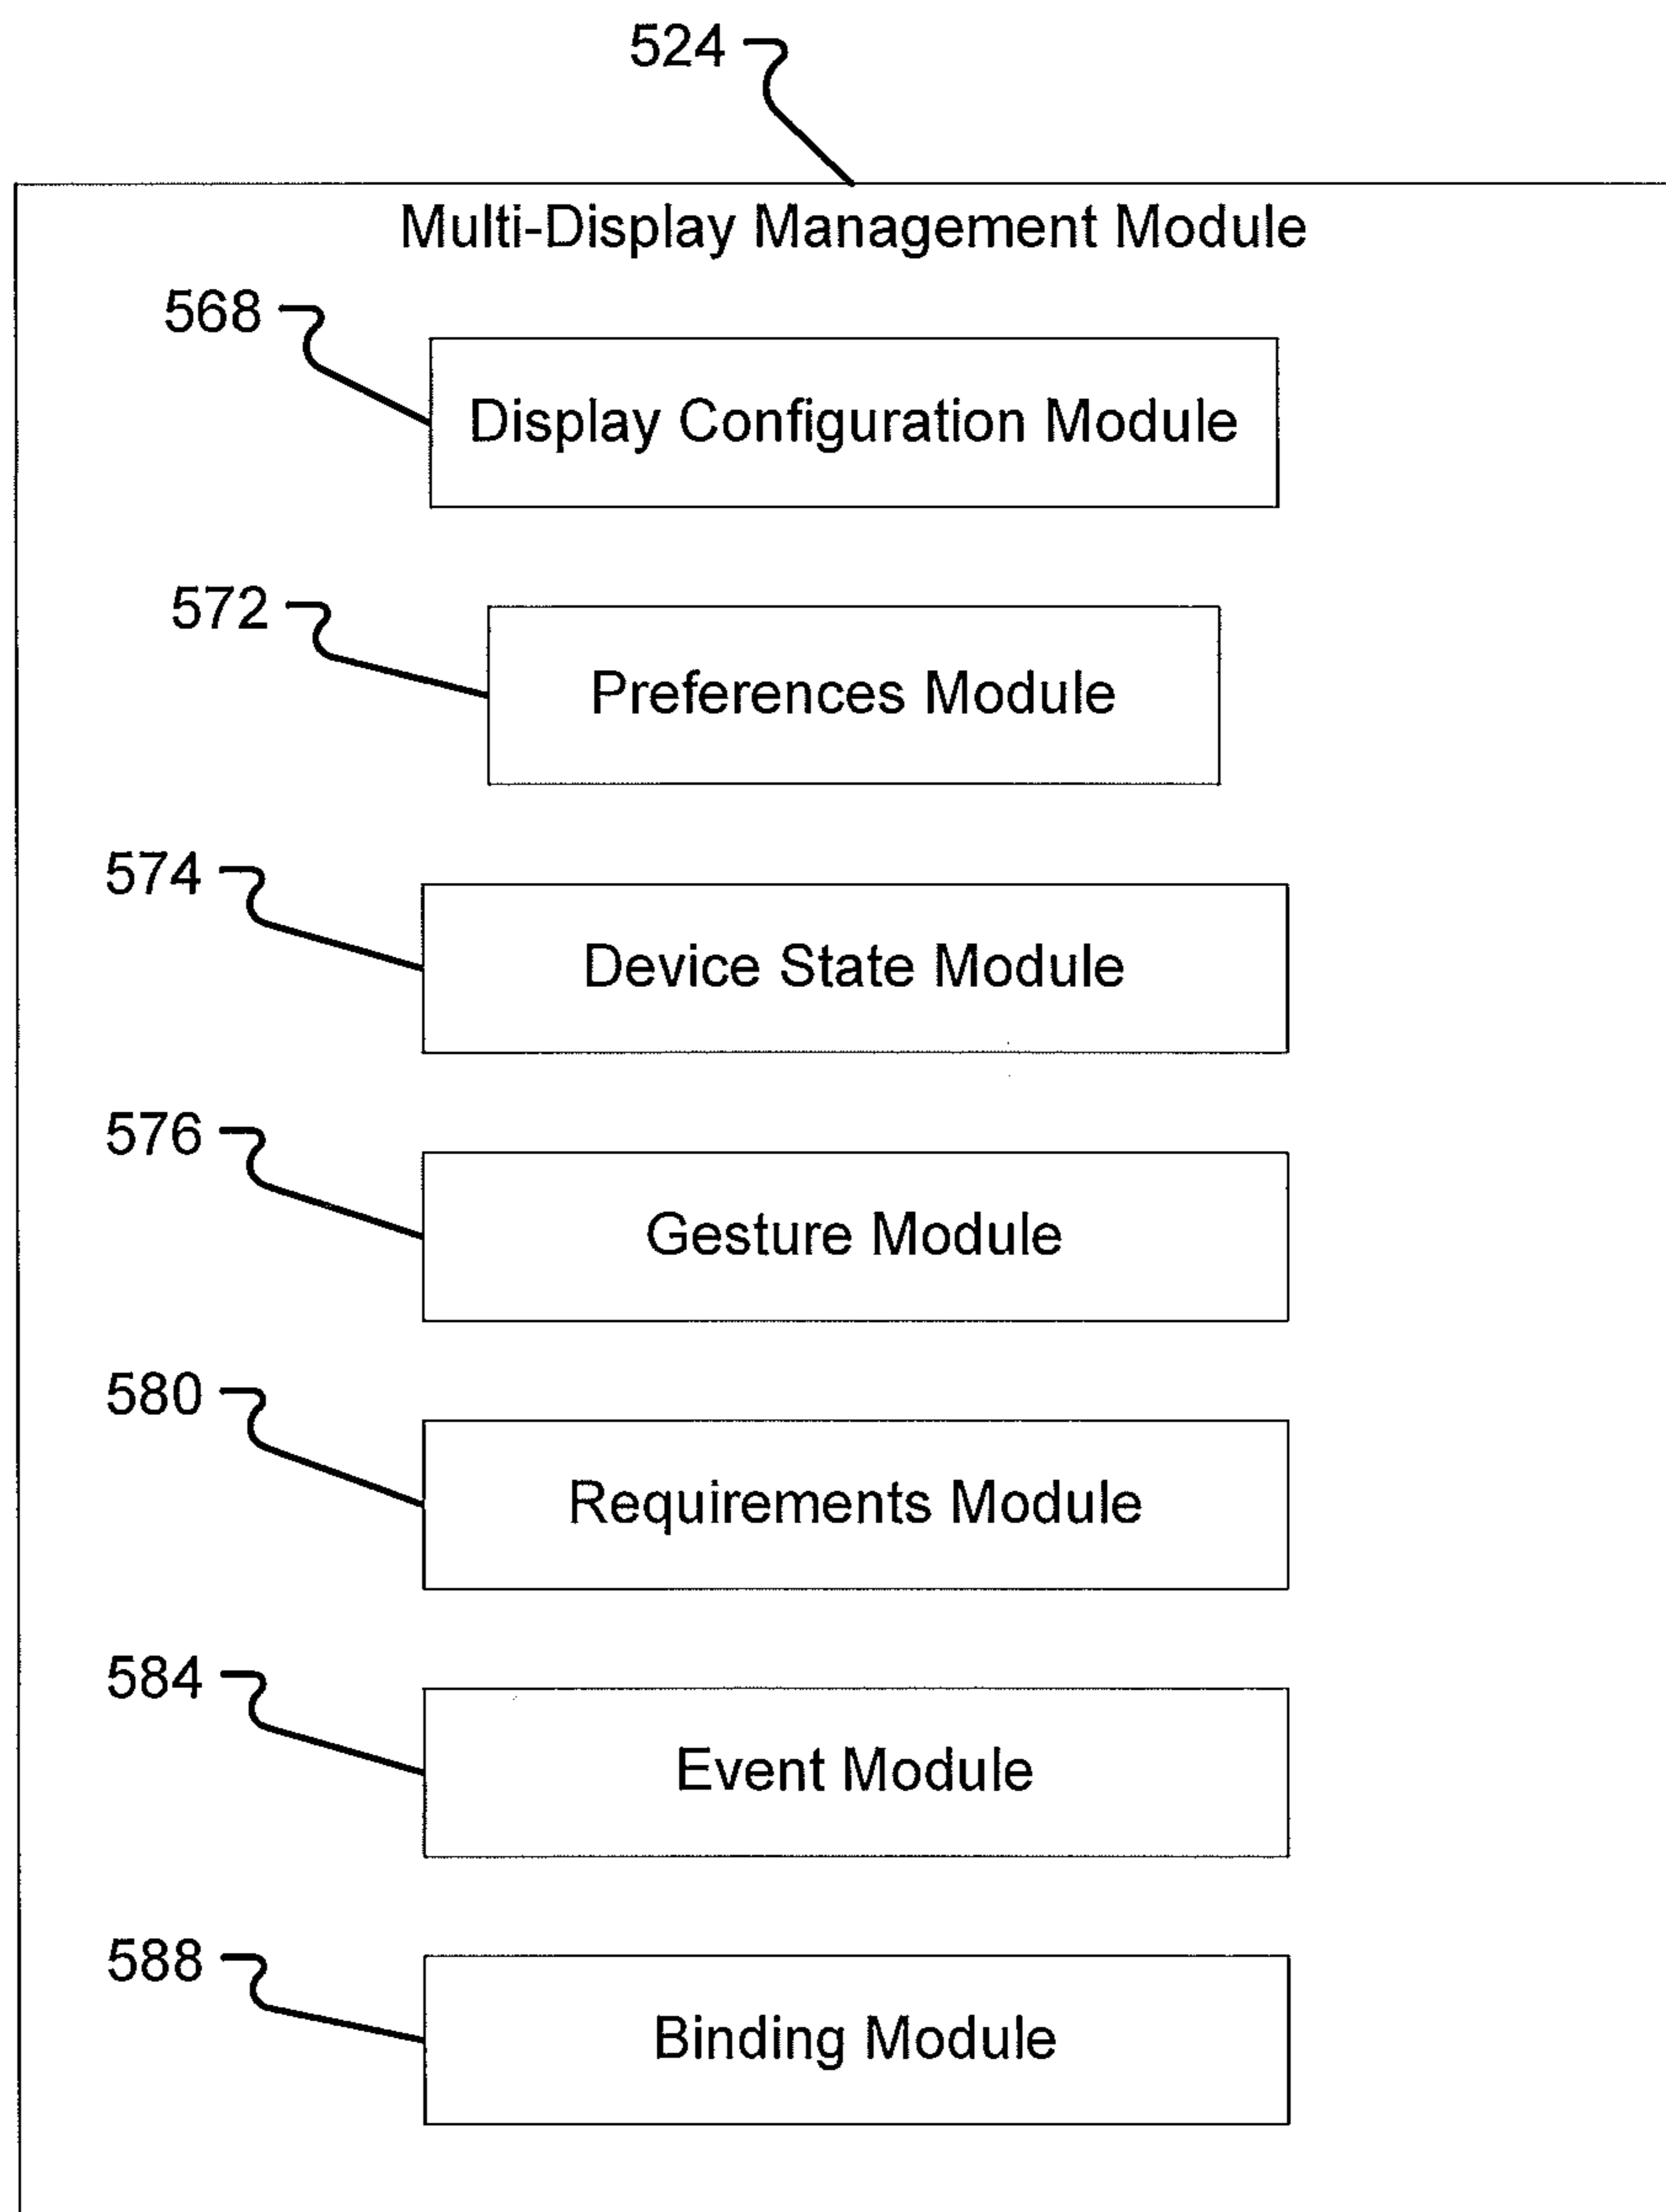 524
Multi-Display Management Module
568
Display Configuration Module
572
Preferences Module
574
Device State Module
576
Gesture Module
580
Requirements Module
584
Event Module
588
Binding Module